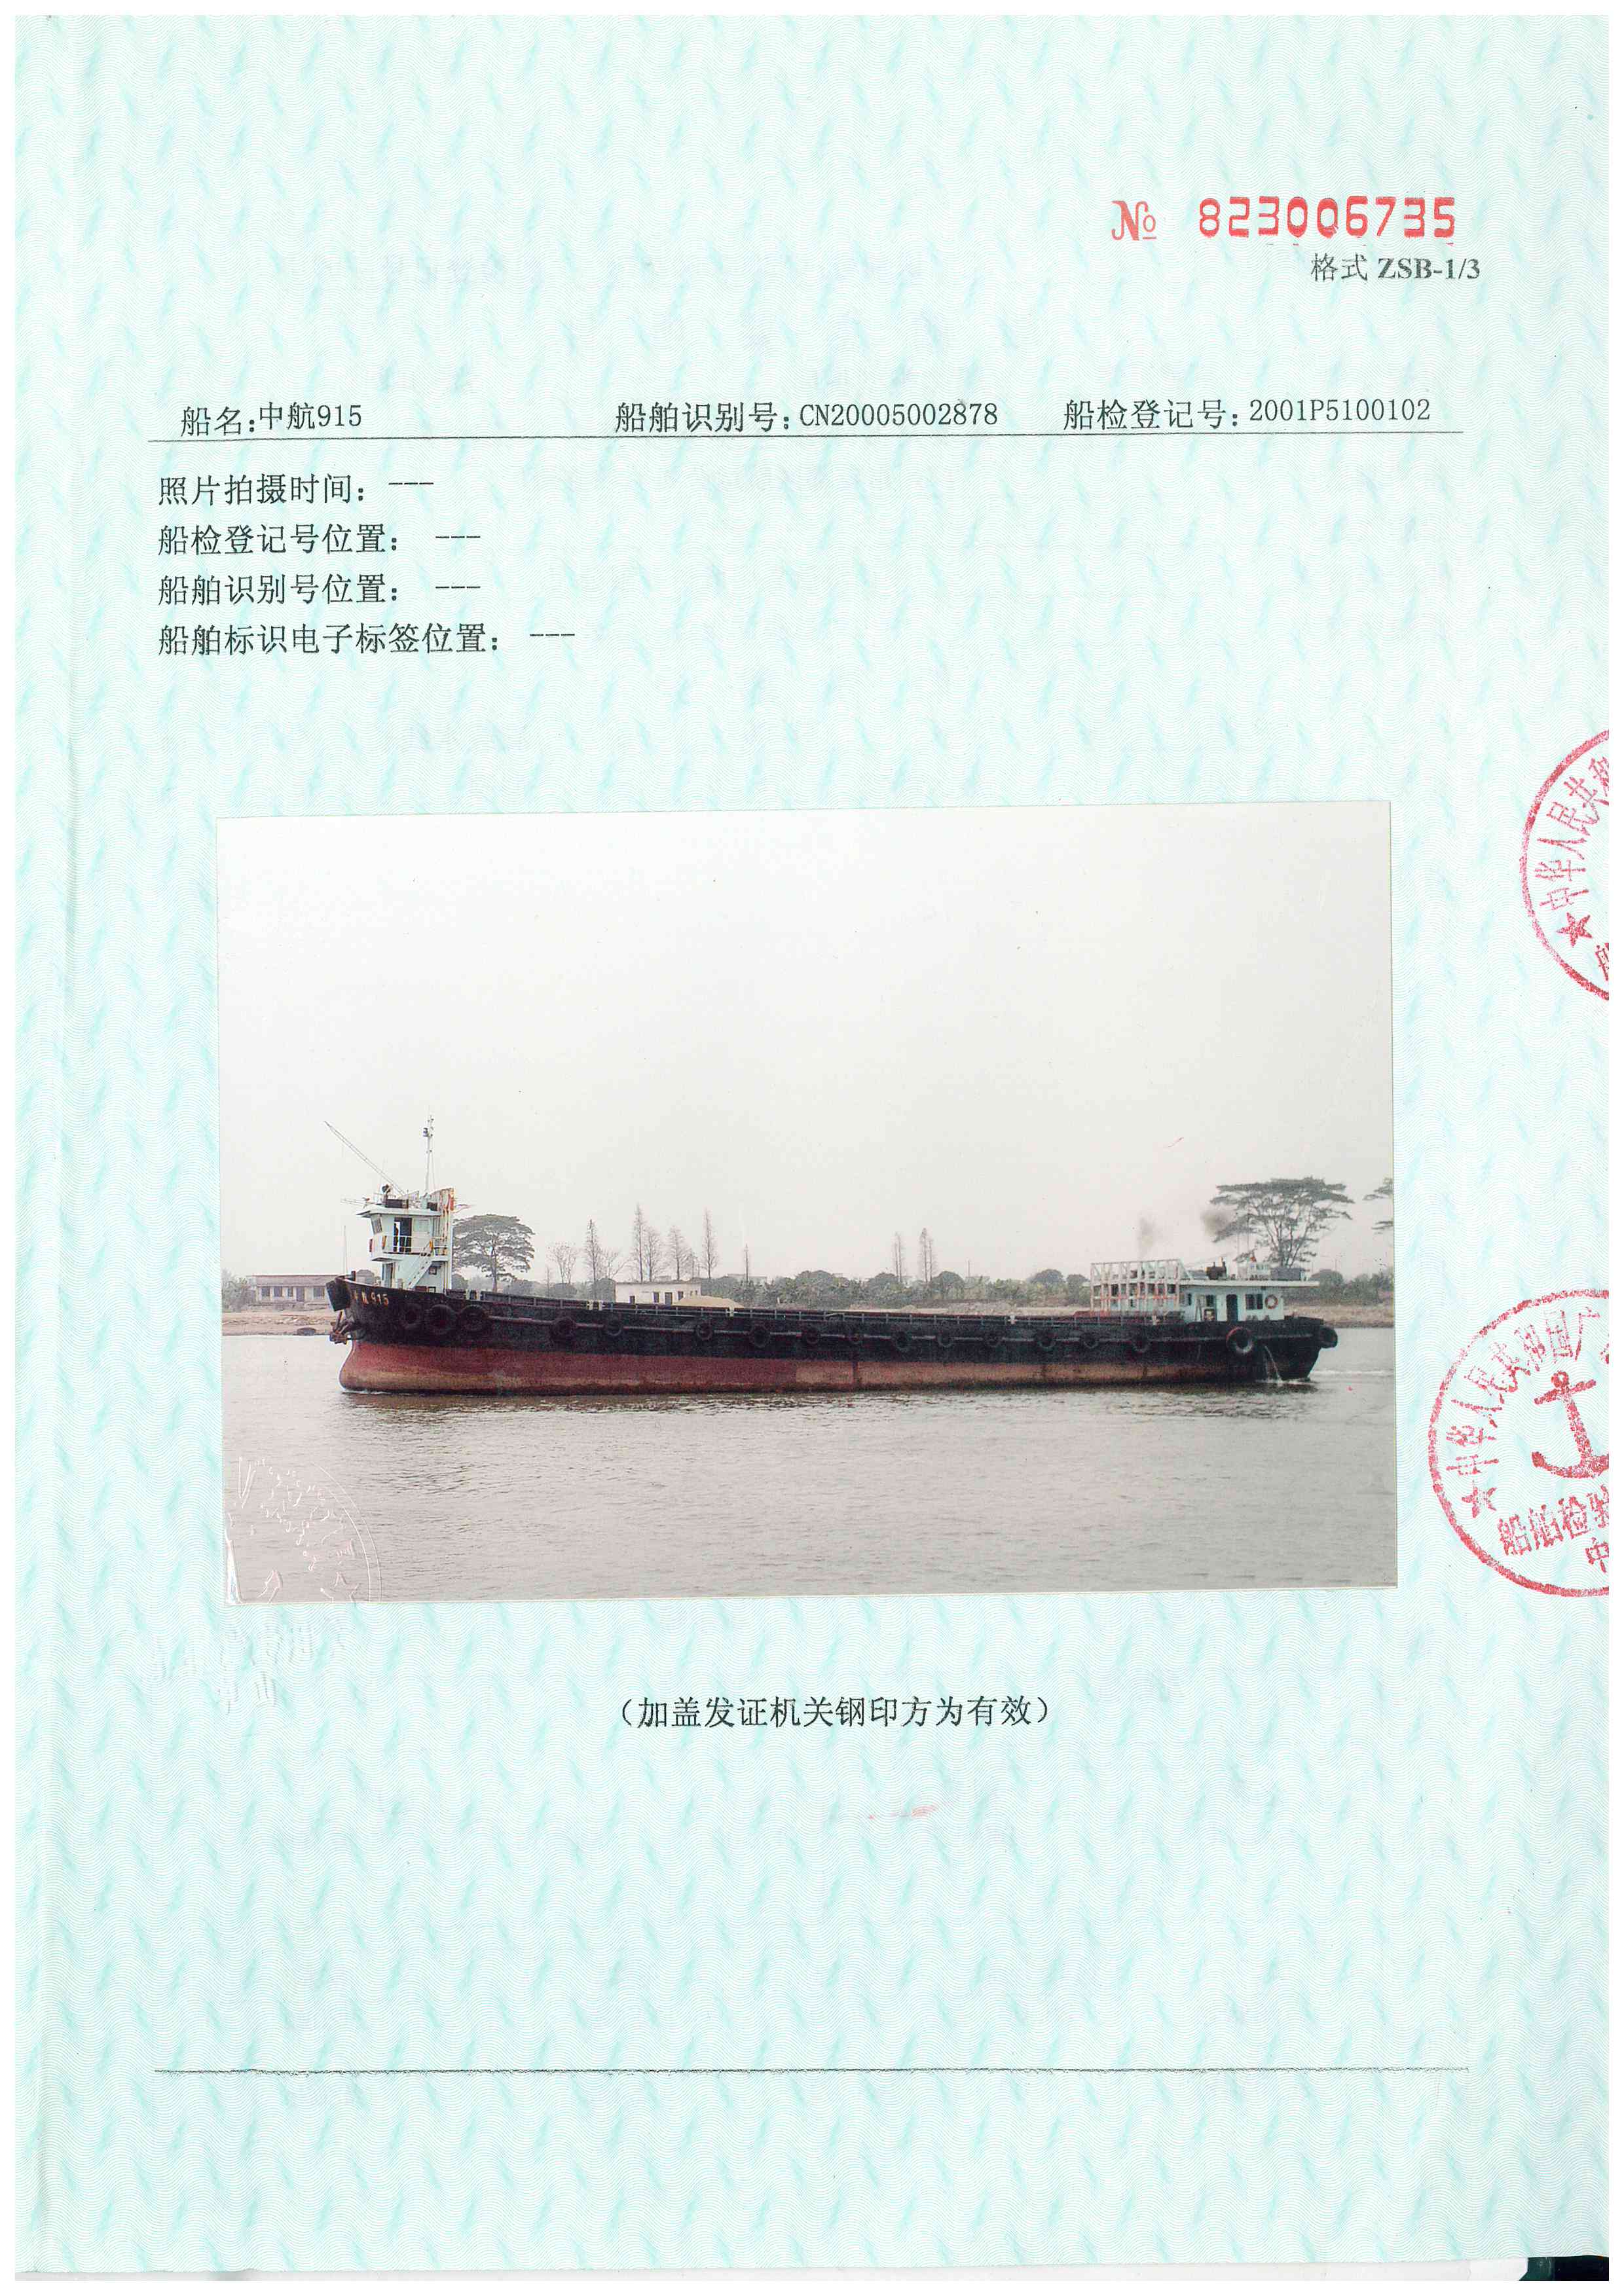 № 823006735
格式 ZSB-1/3
船名:中航915 船舶识别号:CN20005002878 船检登记号:2001P5100102
照片拍摄时间: ---
船检登记号位置: ---
船舶识别号位置: ---
船舶标识电子标签位置: ---
中华人民共和
船
915
中华人民共和国广
船舶检验
中
(加盖发证机关钢印方为有效)